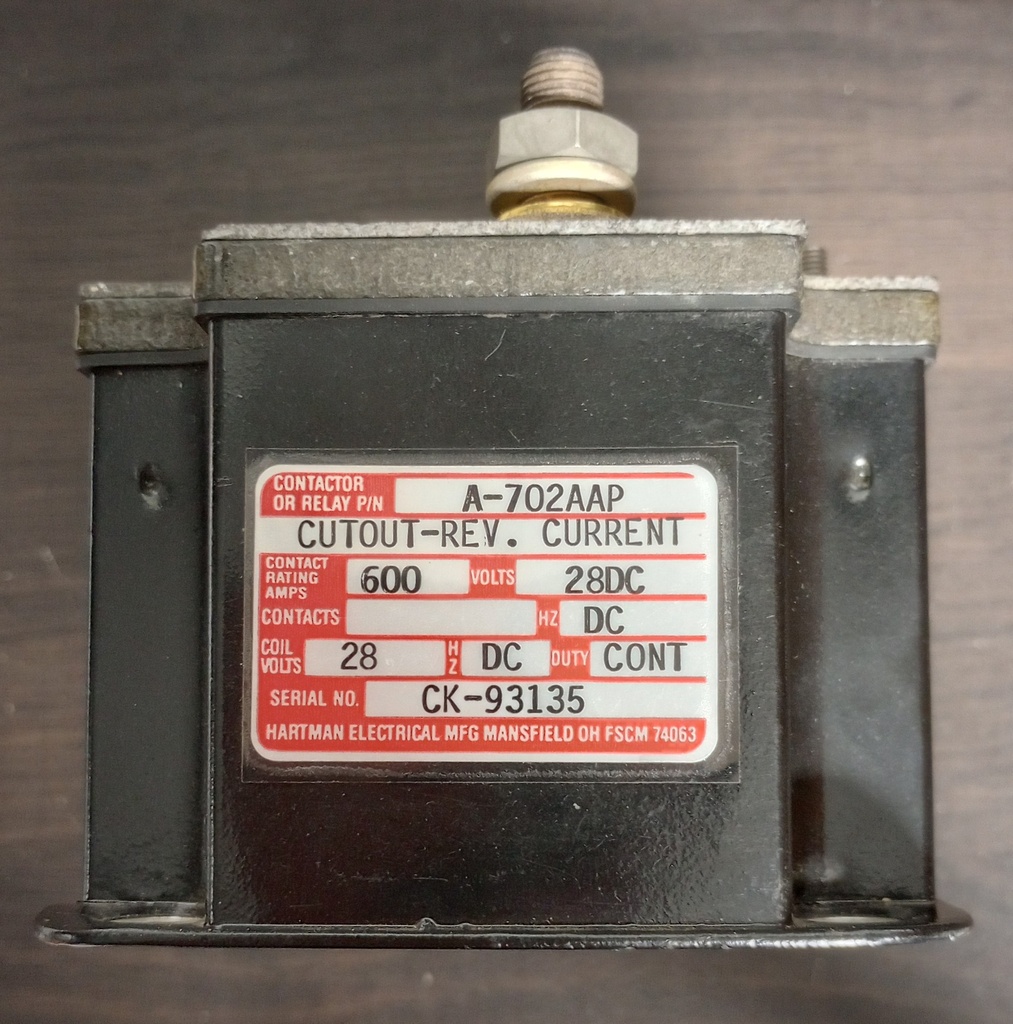 CONTACTOR OR RELAY P/N A-702AAP
CUTOUT-REV. CURRENT
CONTACT RATING AMPS 600 VOLTS 28DC
CONTACTS HZ DC
COIL VOLTS 28 HZ DC DUTY CONT
SERIAL NO. CK-93135
HARTMAN ELECTRICAL MFG MANSFIELD OH FSCM 74063